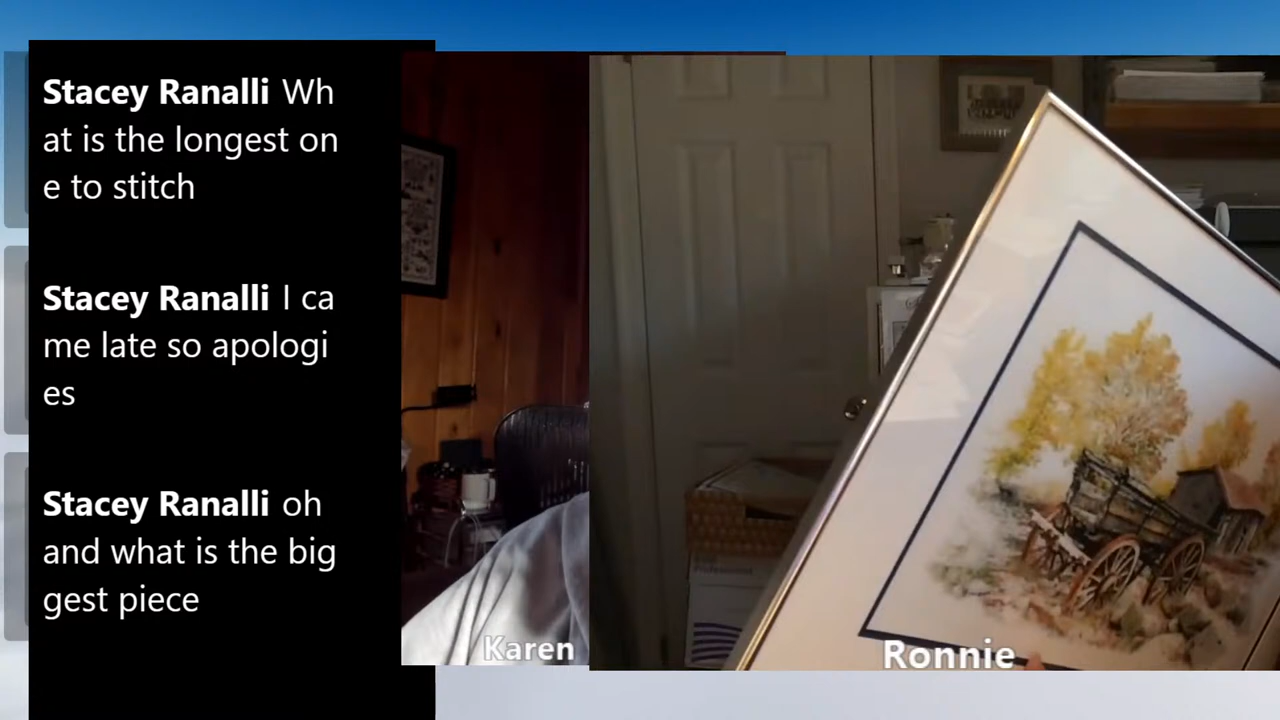 Stacey Ranalli Wh
at is the longest on
e to stitch
Stacey Ranalli I ca
me late so apologi
es
Stacey Ranalli oh
and what is the big
gest piece
Karen
Ronnie